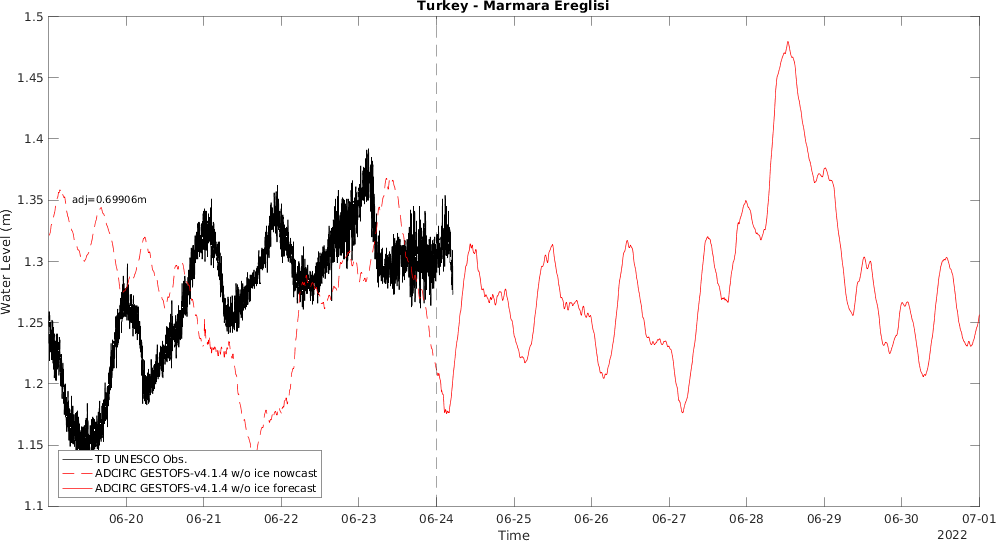 Turkey - Marmara Ereglisi
1.5
1.45
1.4
1.35
1.3
1.25
1.2
1.15
1.1
Water Level (m)
adj=0.69906m
TD UNESCO Obs.
ADCIRC GESTOFS-v4.1.4 w/o ice nowcast
ADCIRC GESTOFS-v4.1.4 w/o ice forecast
06-20 06-21 06-22 06-23 06-24 06-25 06-26 06-27 06-28 06-29 06-30 07-01
Time
2022